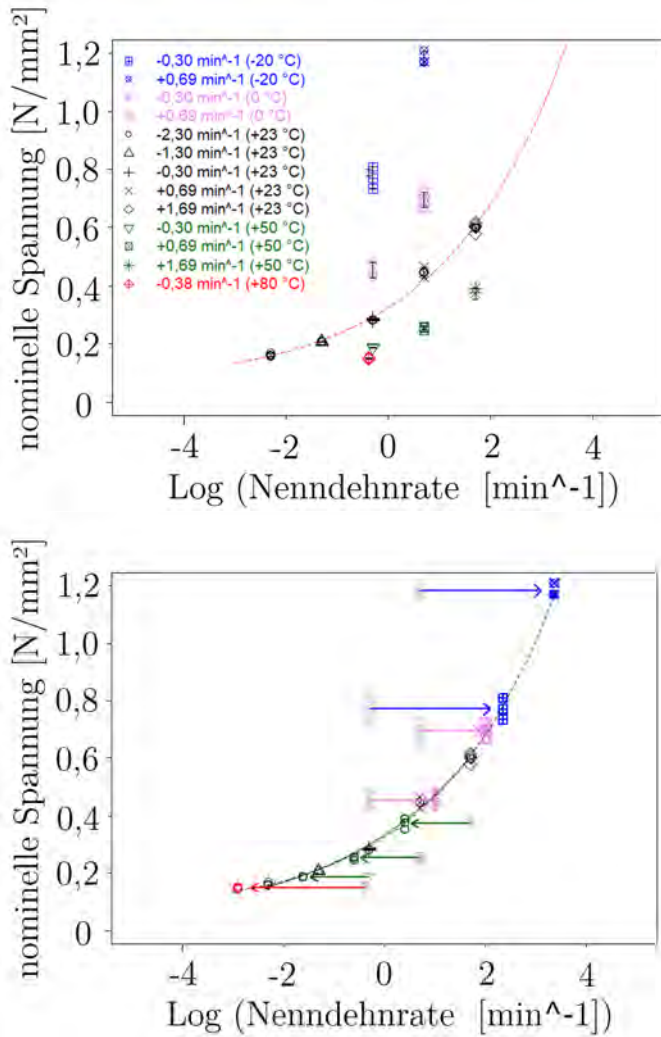 nominelle Spannung [N/mm²]
1,2
1,0
0,8
0,6
0,4
0,2
0
-0,30 min^-1 (-20 °C)
+0,69 min^-1 (-20 °C)
-0,30 min^-1 (0 °C)
+0,69 min^-1 (0 °C)
-2,30 min^-1 (+23 °C)
-1,30 min^-1 (+23 °C)
-0,30 min^-1 (+23 °C)
+0,69 min^-1 (+23 °C)
+1,69 min^-1 (+23 °C)
-0,30 min^-1 (+50 °C)
+0,69 min^-1 (+50 °C)
+1,69 min^-1 (+50 °C)
-0,38 min^-1 (+80 °C)
-4 -2 0 2 4
Log (Nenndehnrate [min^-1])
nominelle Spannung [N/mm²]
1,2
1,0
0,8
0,6
0,4
0,2
0
-4 -2 0 2 4
Log (Nenndehnrate [min^-1])